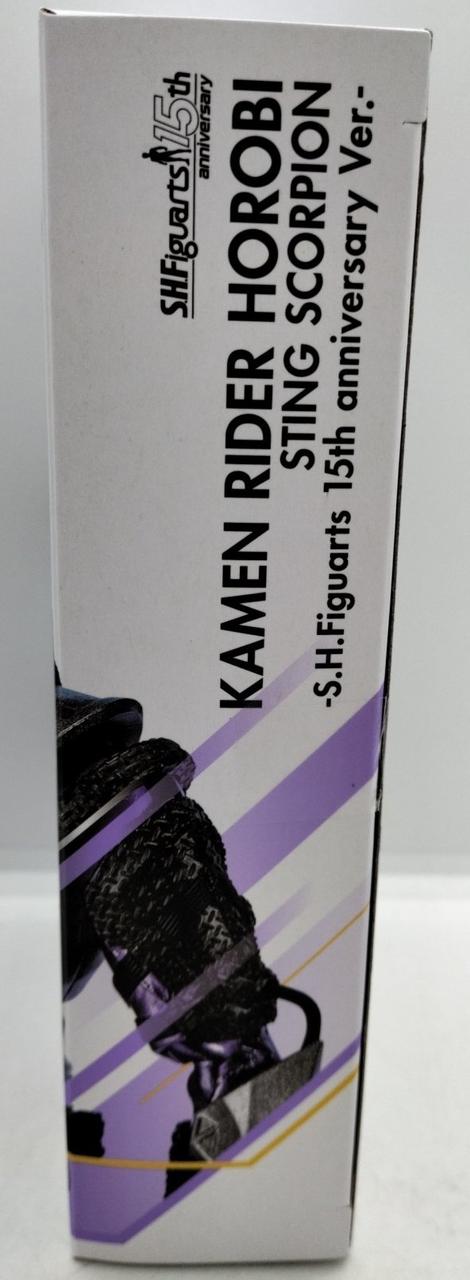 S.H.Figuarts 15th
anniversary
KAMEN RIDER HOROBI
STING SCORPION
-S.H.Figuarts 15th anniversary Ver.-